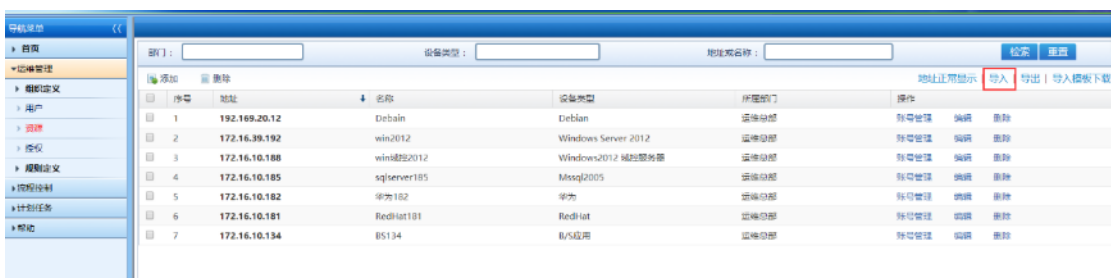 导航菜单 <<
首页
运维管理
组织定义
用户
资源
授权
规则定义
流程控制
计划任务
帮助
部门： 设备类型： 地址或名称： 检索 重置
添加 删除 地址正常显示 | 导入 | 导出 | 导入模板下载
序号 地址 名称 设备类型 所属部门 操作
1 192.169.20.12 Debain Debian 运维总部 账号管理 编辑 删除
2 172.16.39.192 win2012 Windows Server 2012 运维总部 账号管理 编辑 删除
3 172.16.10.188 win域控2012 Windows2012 域控服务器 运维总部 账号管理 编辑 删除
4 172.16.10.185 sqlserver185 Mssql2005 运维总部 账号管理 编辑 删除
5 172.16.10.182 华为182 华为 运维总部 账号管理 编辑 删除
6 172.16.10.181 RedHat181 RedHat 运维总部 账号管理 编辑 删除
7 172.16.10.134 BS134 B/S应用 运维总部 账号管理 编辑 删除